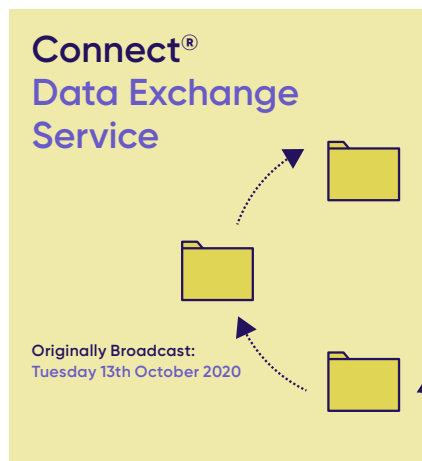 Connect®
Data Exchange
Service
Originally Broadcast:
Tuesday 13th October 2020